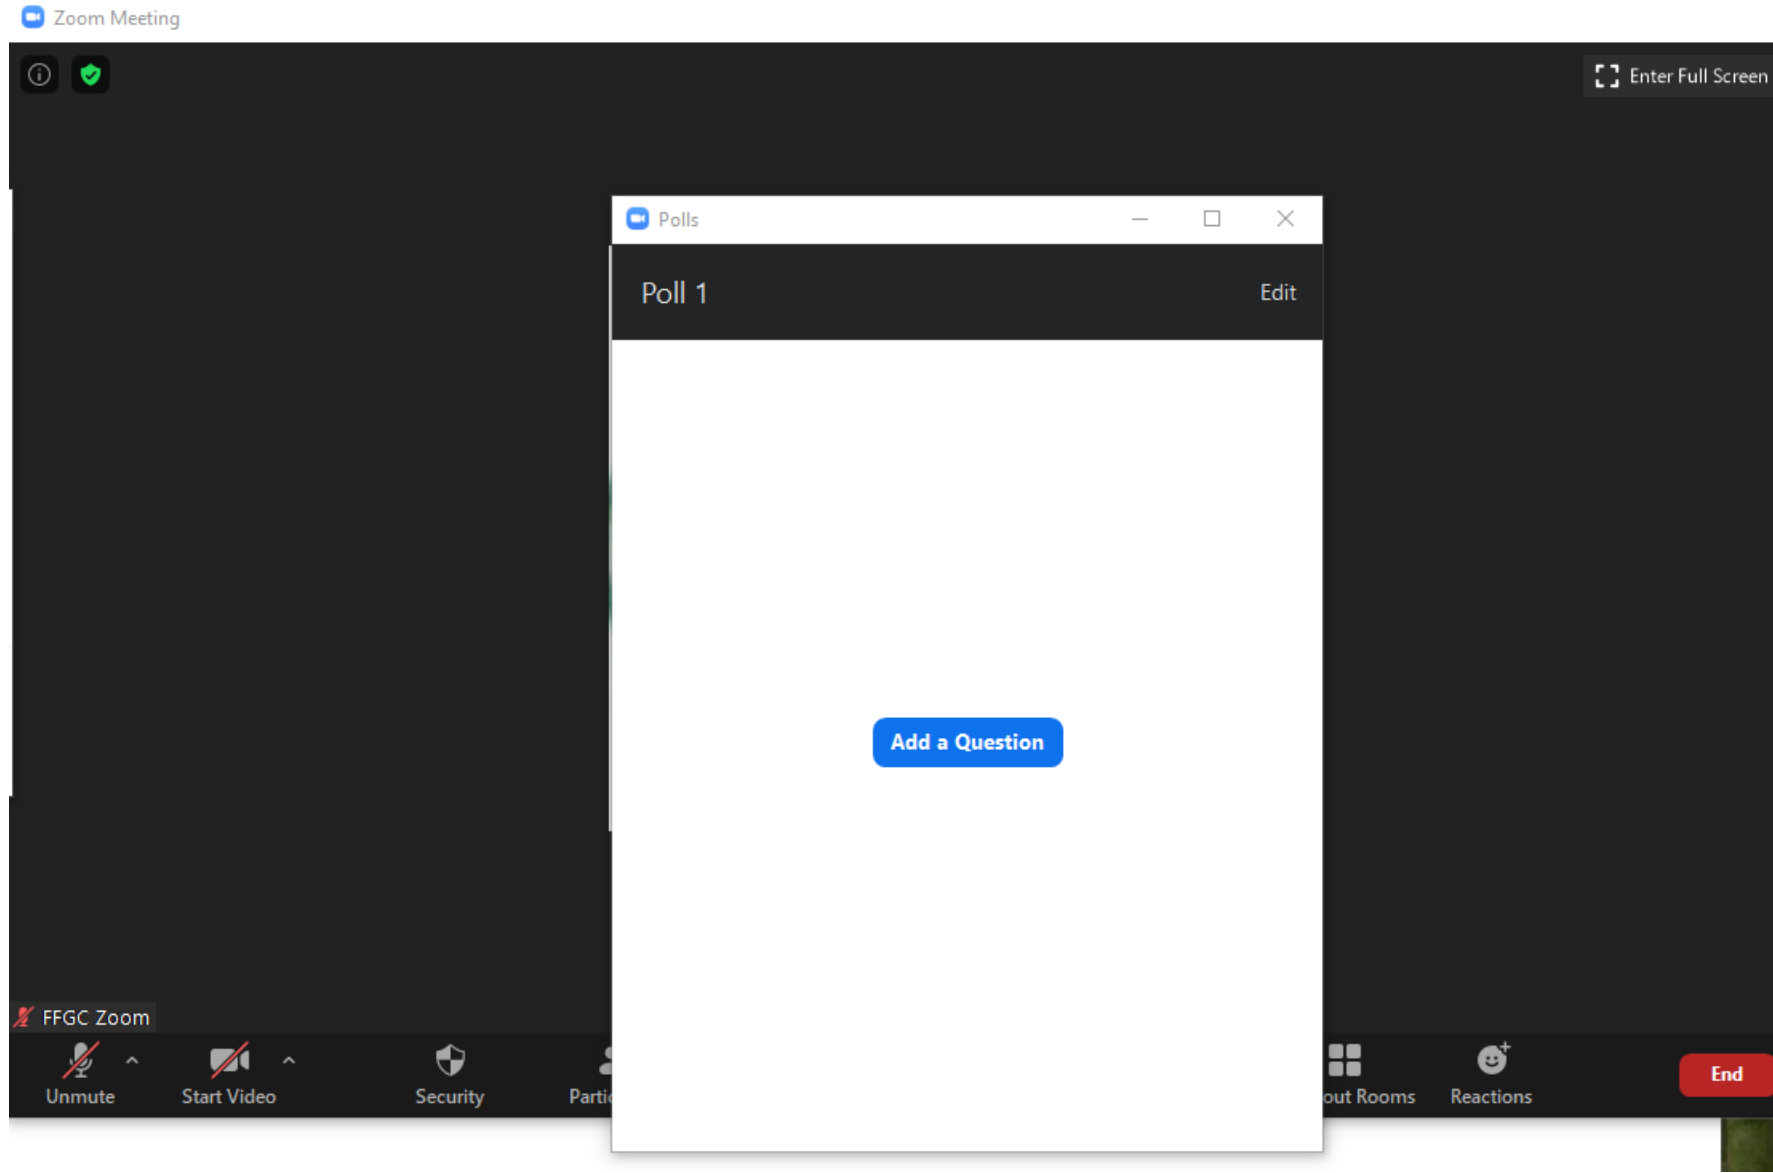 Zoom Meeting
Enter Full Screen
Polls
Poll 1
Edit
Add a Question
FFGC Zoom
Unmute
Start Video
Security
Partic
out Rooms
Reactions
End